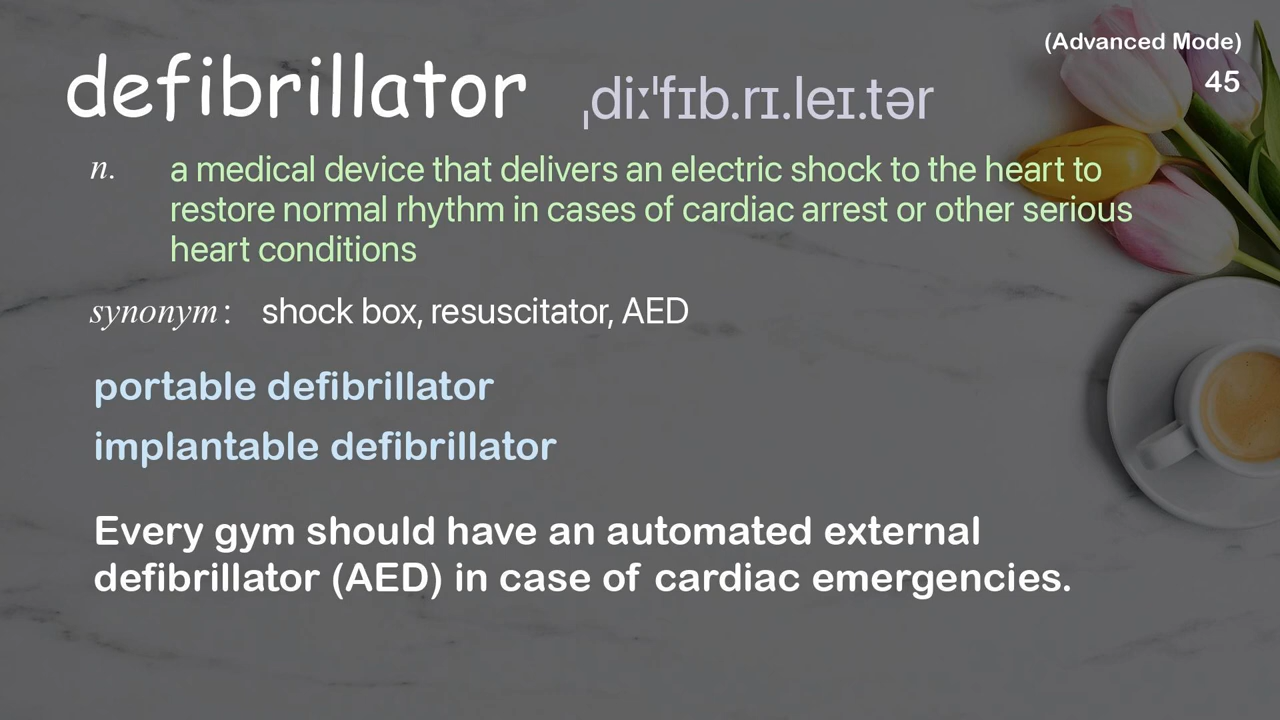 (Advanced Mode)
45
defibrillator ˌdiːˈfɪb.rɪ.leɪ.tər
n. a medical device that delivers an electric shock to the heart to
restore normal rhythm in cases of cardiac arrest or other serious
heart conditions
synonym: shock box, resuscitator, AED
portable defibrillator
implantable defibrillator
Every gym should have an automated external
defibrillator (AED) in case of cardiac emergencies.